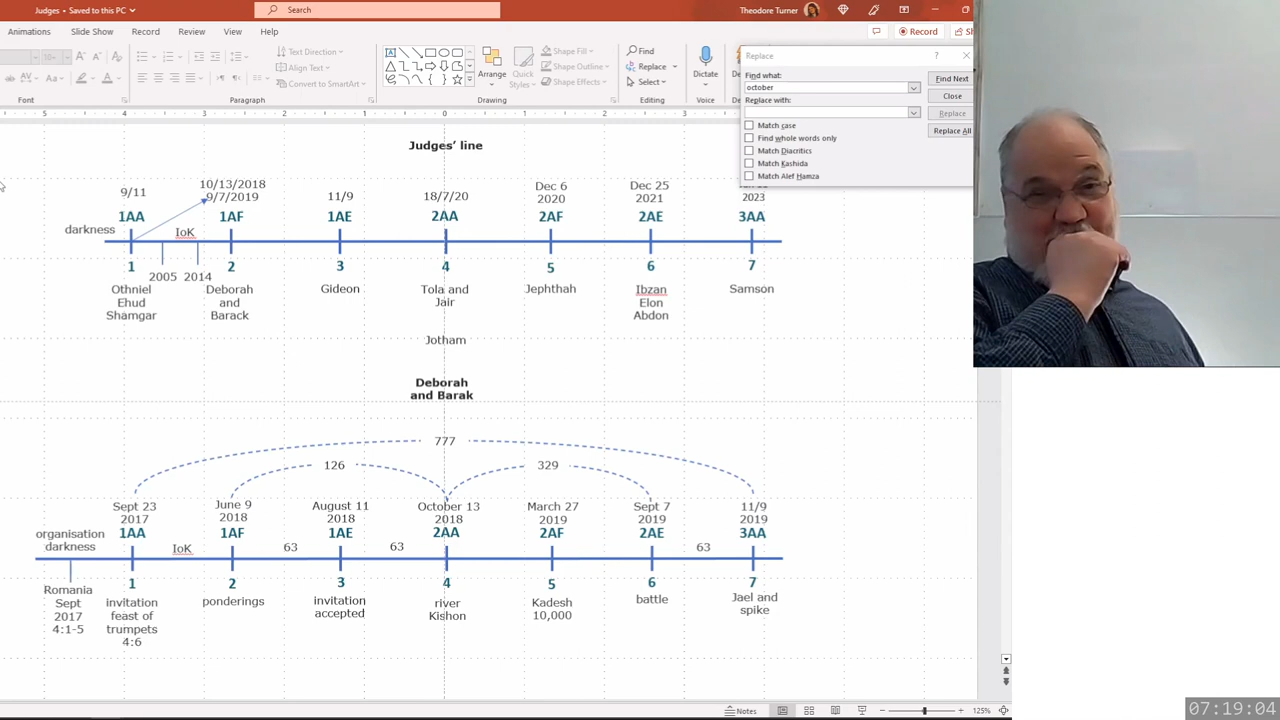 Judges - Saved to this PC
Search
Theodore Turner
Animations Slide Show Record Review View Help
Record
Text Direction
Align Text
Convert to SmartArt
Arrange
Quick Styles
Shape Fill
Shape Outline
Shape Effects
Find
Replace
Select
Dictate
Font Paragraph Drawing Editing Voice
Replace
Find what:
october
Replace with:
Match case
Find whole words only
Match Diacritics
Match Kashida
Match Alef Hamza
Find Next
Close
Replace
Replace All
5 4 3 2 1 0 1 2 3
Judges’ line
9/11
10/13/2018
9/7/2019
11/9
18/7/20
Dec 6
2020
Dec 25
2021
2023
1AA 1AF 1AE 2AA 2AF 2AE 3AA
darkness
IoK
1 2 3 4 5 6 7
2005 2014
Othniel
Ehud
Shamgar
Deborah
and
Barack
Gideon
Tola and
Jair
Jephthah
Ibzan
Elon
Abdon
Samson
Jotham
Deborah
and Barak
777
126 329
Sept 23
2017
June 9
2018
August 11
2018
October 13
2018
March 27
2019
Sept 7
2019
11/9
2019
1AA 1AF 1AE 2AA 2AF 2AE 3AA
organisation
darkness
IoK 63 63 63
1 2 3 4 5 6 7
Romania
Sept
2017
4:1-5
invitation
feast of
trumpets
4:6
ponderings
invitation
accepted
river
Kishon
Kadesh
10,000
battle
Jael and
spike
Notes
125%
07:19:04